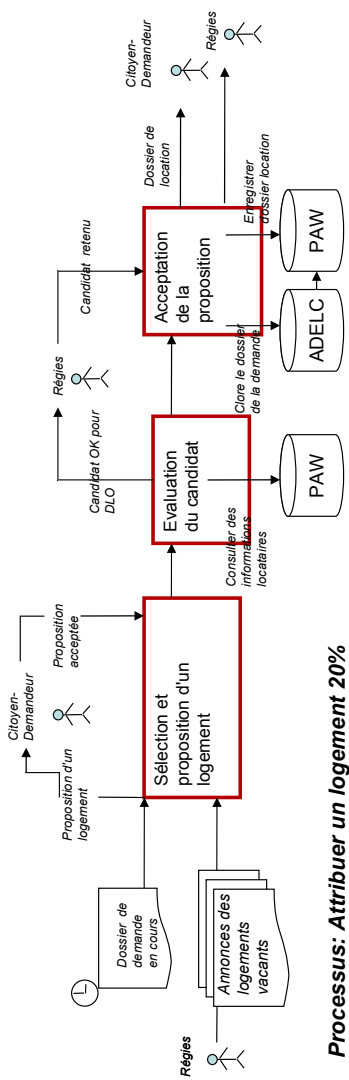 Citoyen-
Demandeur
Proposition d'un
logement
Proposition
acceptée
Dossier de
demande
en cours
Régies
Annonces des
logements
vacants
Sélection et
proposition d'un
logement
Régies
Candidat OK pour
DLO
Candidat retenu
Evaluation
du candidat
Consulter des
informations
locataires
PAW
Acceptation
de la
proposition
Clore le dossier
de la demande
Enregistrer
dossier location
ADELC
PAW
Dossier de
location
Citoyen-
Demandeur
Régies
Processus: Attribuer un logement 20%